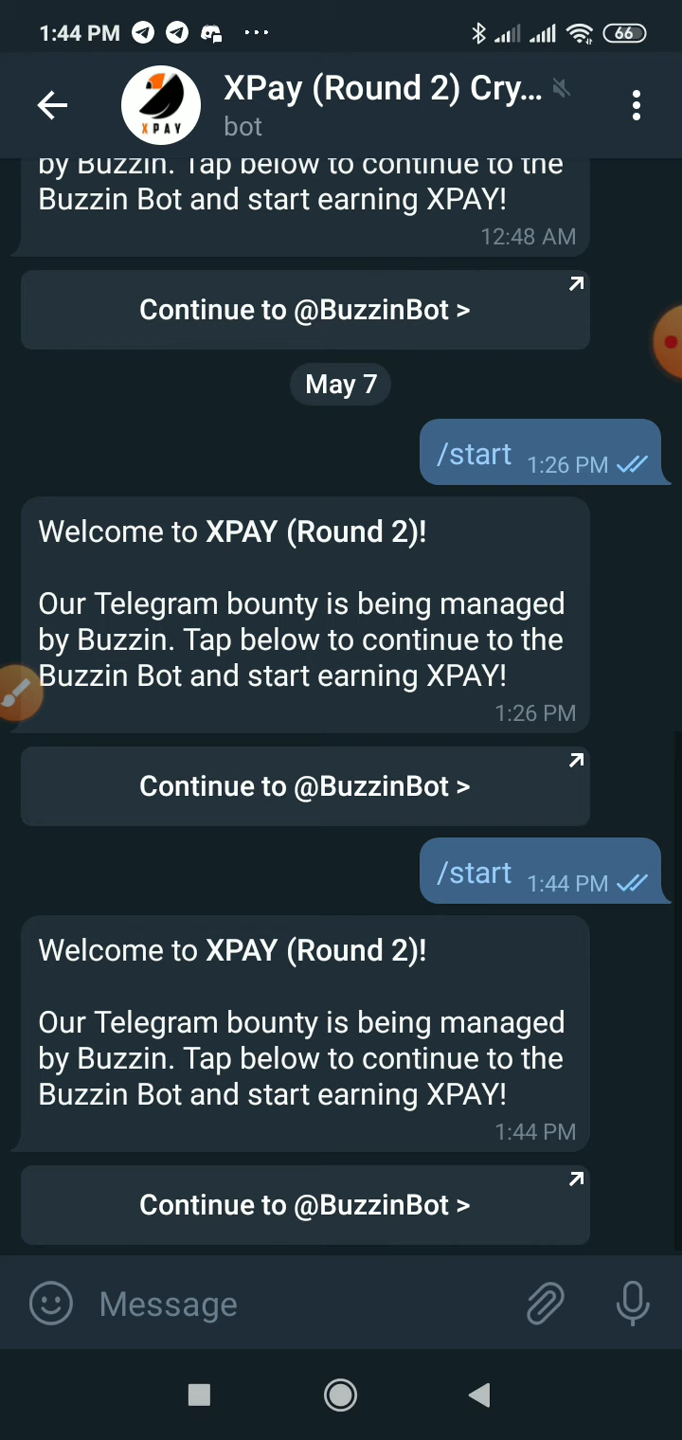 1:44 PM ... 66
XPay (Round 2) Cry...
XPAY
bot
by Buzzin. Tap below to continue to the
Buzzin Bot and start earning XPAY!
12:48 AM
Continue to @BuzzinBot >
May 7
/start 1:26 PM
Welcome to XPAY (Round 2)!
Our Telegram bounty is being managed
by Buzzin. Tap below to continue to the
Buzzin Bot and start earning XPAY!
1:26 PM
Continue to @BuzzinBot >
/start 1:44 PM
Welcome to XPAY (Round 2)!
Our Telegram bounty is being managed
by Buzzin. Tap below to continue to the
Buzzin Bot and start earning XPAY!
1:44 PM
Continue to @BuzzinBot >
Message